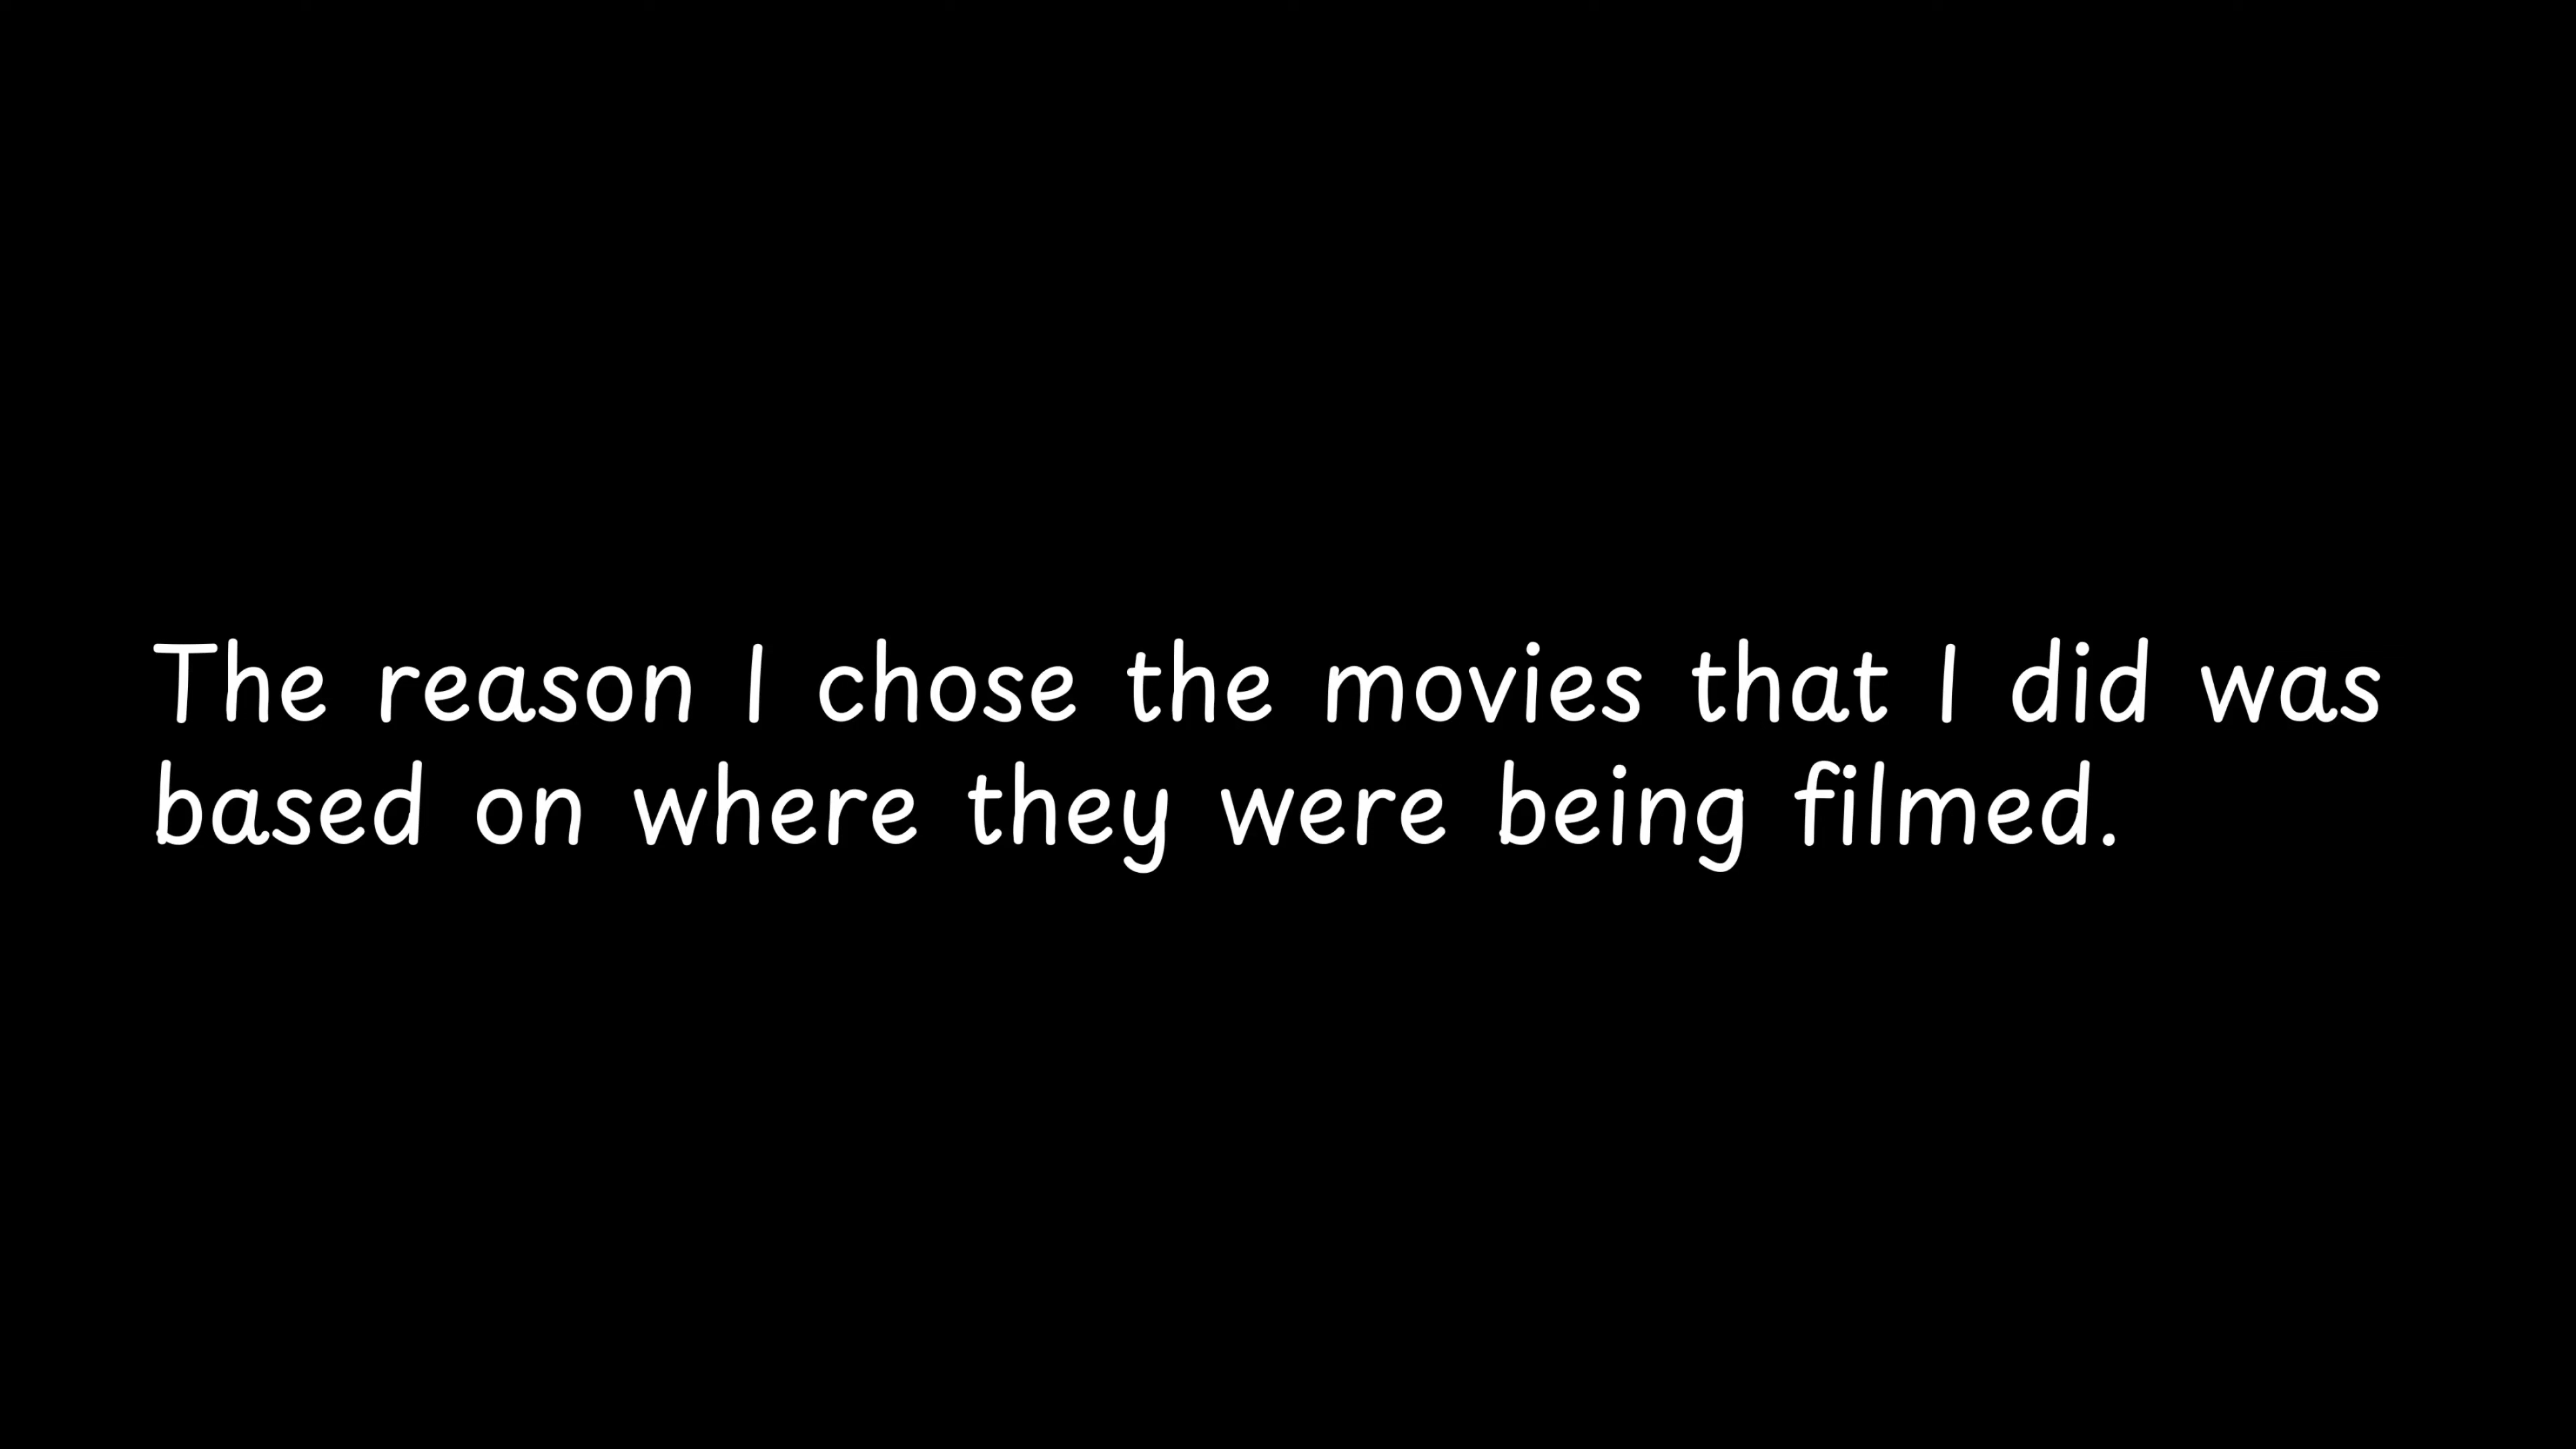 The reason I chose the movies that I did was
based on where they were being filmed.